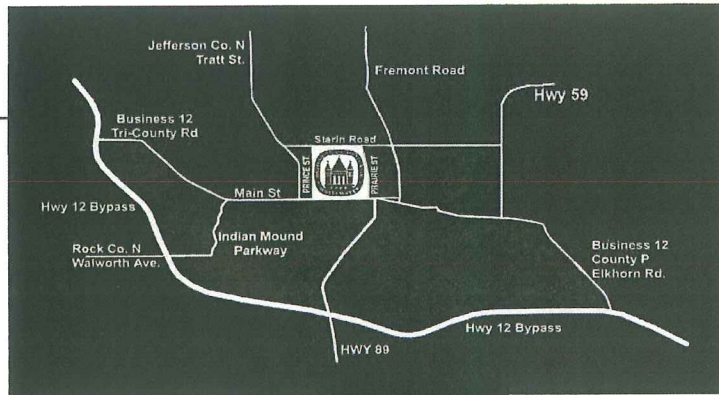 Jefferson Co. N
Tratt St.
Fremont Road
Hwy 59
Business 12
Tri-County Rd
Starin Road
PRINCE ST.
PRAIRIE ST.
Main St
Hwy 12 Bypass
Indian Mound
Parkway
Rock Co. N
Walworth Ave.
Business 12
County P
Elkhorn Rd.
Hwy 12 Bypass
HWY 89